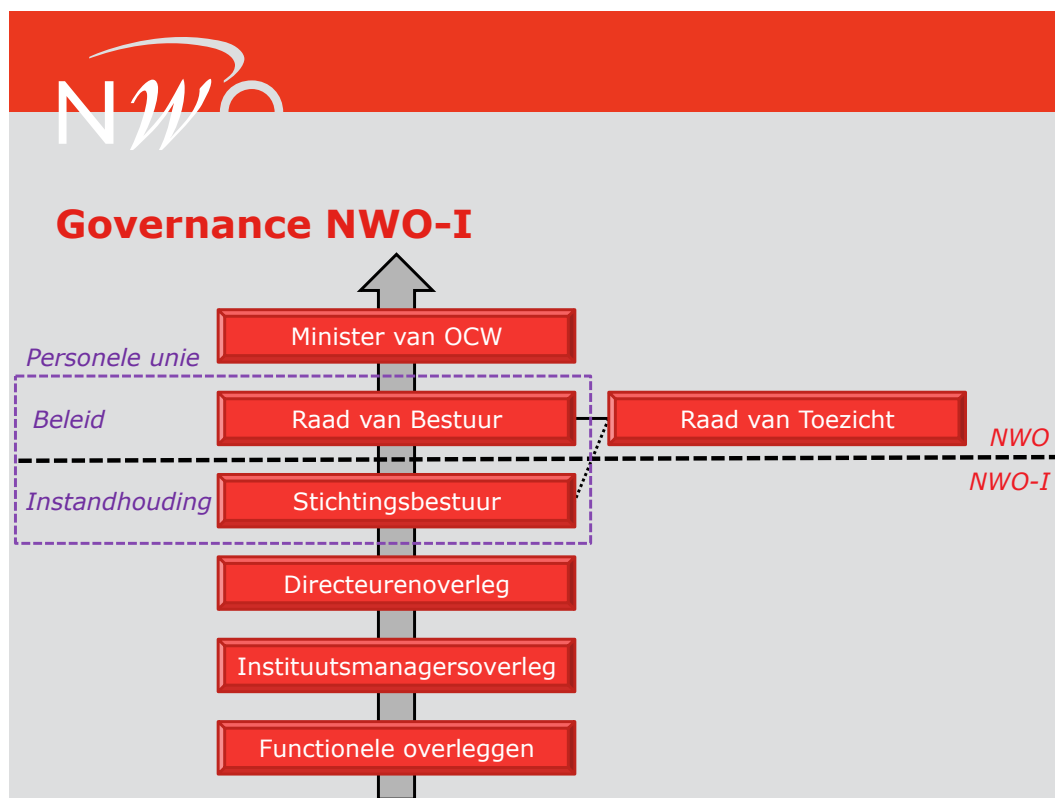 NWO
Governance NWO-I
Minister van OCW
Personele unie
Beleid
Raad van Bestuur
Raad van Toezicht
NWO
NWO-I
Instandhouding
Stichtingsbestuur
Directeurenoverleg
Instituutsmanagersoverleg
Functionele overleggen